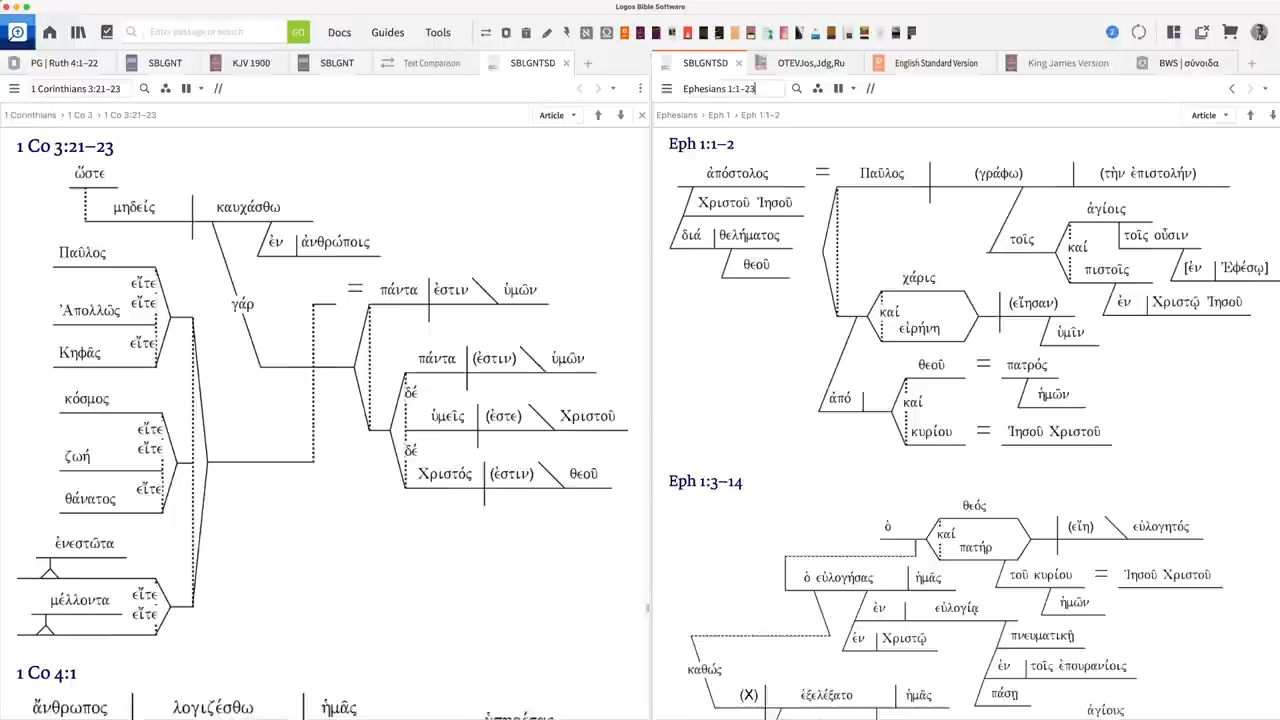 Logos Bible Software
Enter passage or search GO Docs Guides Tools 2
PG | Ruth 4:1–22 SBLGNT KJV 1900 SBLGNT Text Comparison SBLGNTSD
SBLGNTSD OTEVJos,Jdg,Ru English Standard Version King James Version BWS | σύνοιδα
1 Corinthians 3:21–23
Ephesians 1:1–23
1 Corinthians › 1 Co 3 › 1 Co 3:21–23 Article
Ephesians › Eph 1 › Eph 1:1–2 Article
1 Co 3:21–23
ὥστε
μηδείς καυχάσθω
ἐν ἀνθρώποις
Παῦλος
εἴτε
εἴτε
Ἀπολλῶς
εἴτε
Κηφᾶς
γάρ
= πάντα ἐστιν ὑμῶν
πάντα (ἐστιν) ὑμῶν
δέ
ὑμεῖς (ἐστε) Χριστοῦ
δέ
Χριστός (ἐστιν) θεοῦ
κόσμος
εἴτε
εἴτε
ζωή
εἴτε
θάνατος
ἐνεστῶτα
εἴτε
μέλλοντα
εἴτε
1 Co 4:1
ἄνθρωπος λογιζέσθω ἡμᾶς
ὑπηρέτας
Eph 1:1–2
ἀπόστολος = Παῦλος (γράφω) (τὴν ἐπιστολήν)
Χριστοῦ Ἰησοῦ
διά θελήματος
θεοῦ
ἁγίοις
τοῖς καί τοῖς οὖσιν
πιστοῖς [ἐν Ἐφέσῳ]
ἐν Χριστῷ Ἰησοῦ
χάρις
καί (εἴησαν)
εἰρήνη ὑμῖν
θεοῦ = πατρός
ἡμῶν
ἀπό καί
κυρίου = Ἰησοῦ Χριστοῦ
Eph 1:3–14
θεός
ὁ καί (εἴη) εὐλογητός
πατήρ
τοῦ κυρίου = Ἰησοῦ Χριστοῦ
ἡμῶν
ὁ εὐλογήσας ἡμᾶς
ἐν εὐλογίᾳ
ἐν Χριστῷ πνευματικῇ
ἐν τοῖς ἐπουρανίοις
πάσῃ
καθώς
(X) ἐξελέξατο ἡμᾶς
ἁγίους